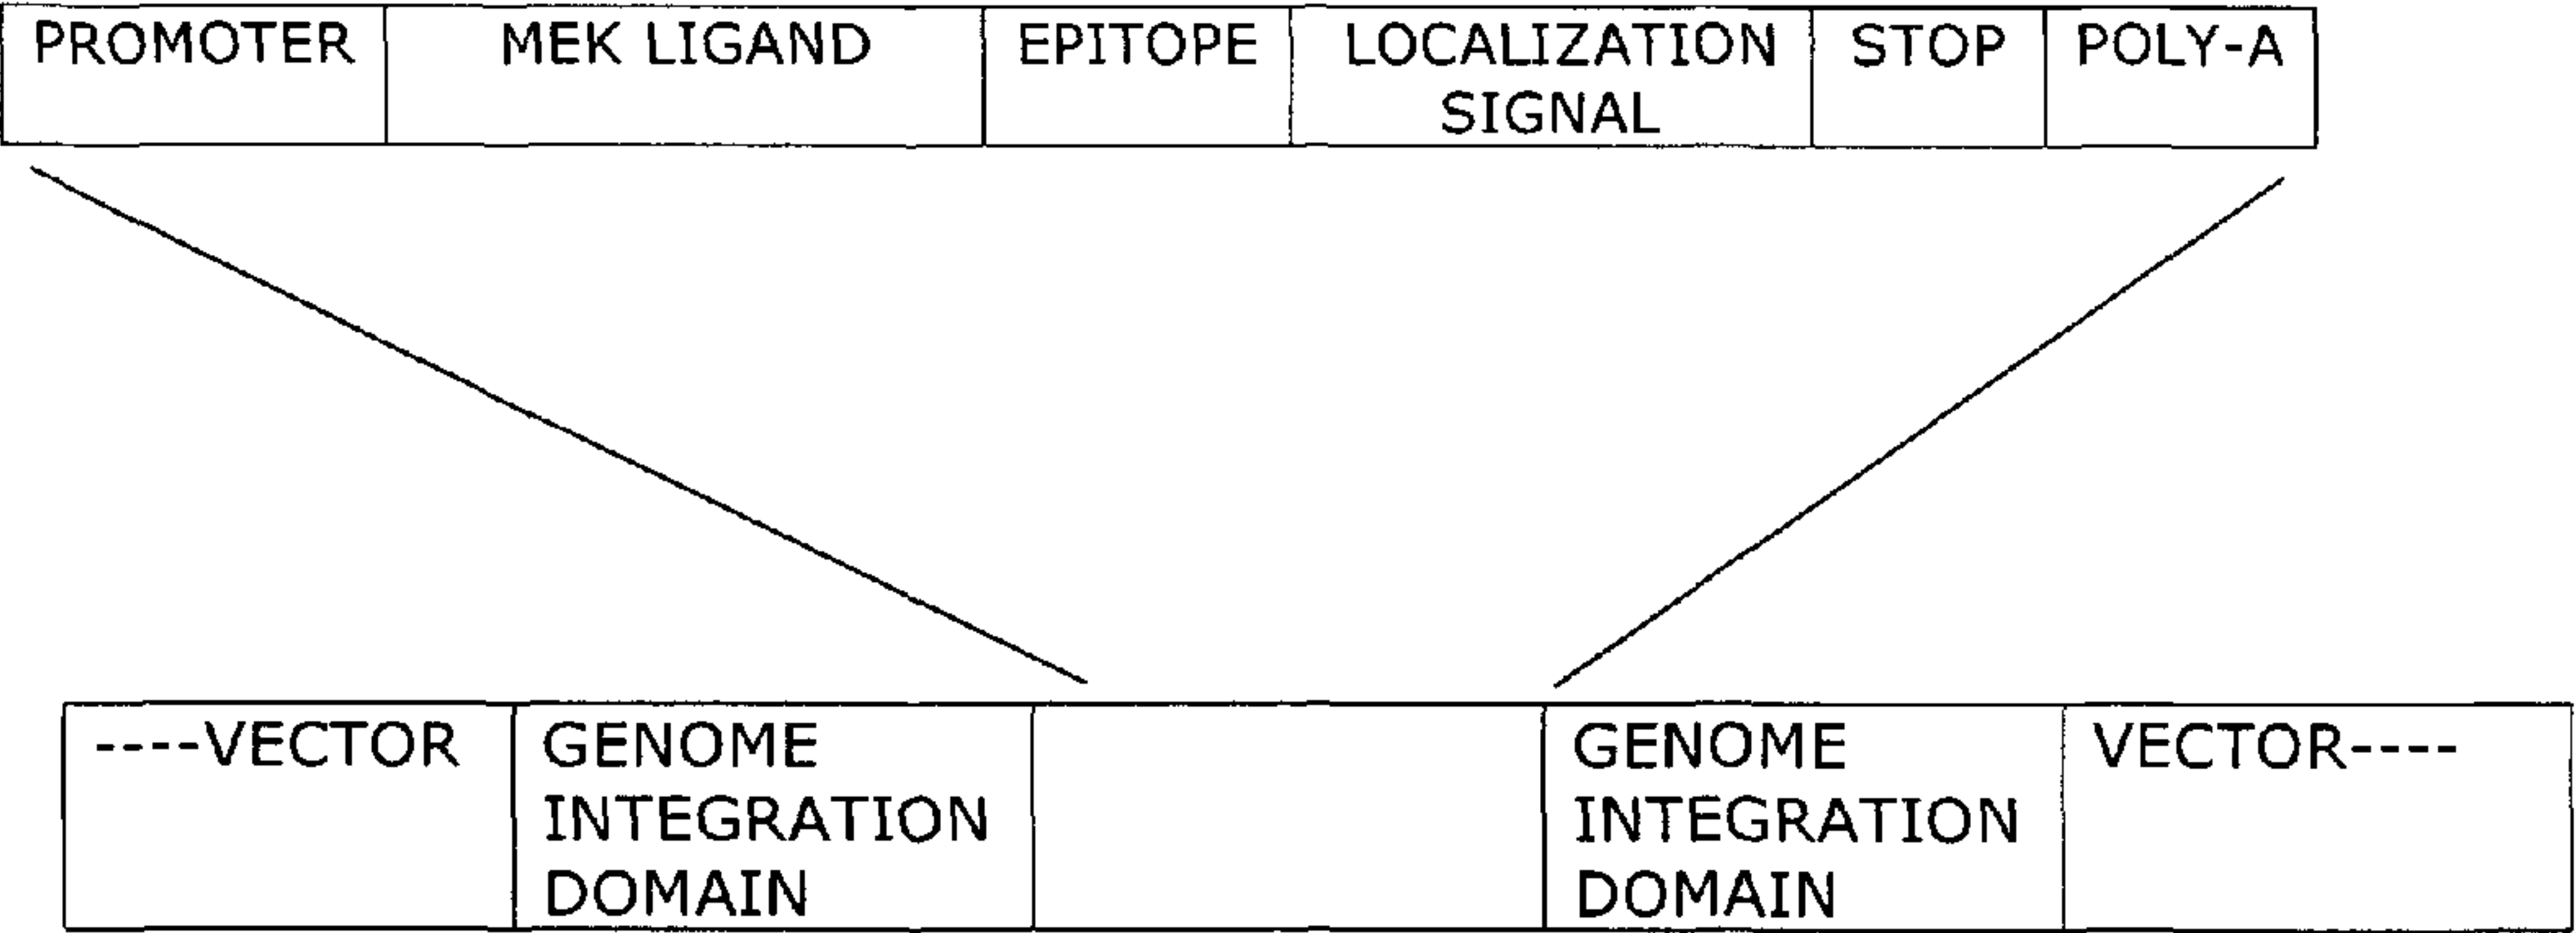 PROMOTER
MEK LIGAND
EPITOPE
LOCALIZATION
SIGNAL
STOP
POLY-A
----VECTOR
GENOME
INTEGRATION
DOMAIN
GENOME
INTEGRATION
DOMAIN
VECTOR----